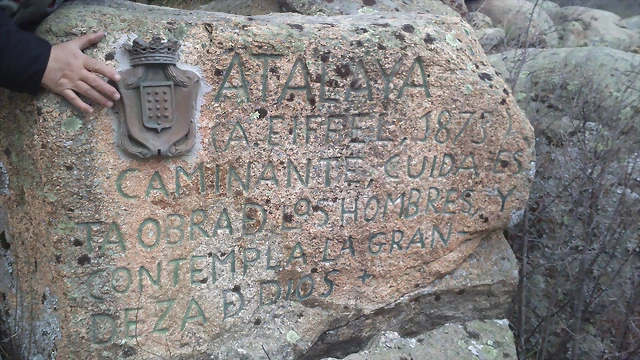 ATALAYA
(A. EIFFEL, 1873)
CAMINANTE, CUIDA ES
TA OBRA D LOS HOMBRES, Y
CONTEMPLA LA GRAN-
DEZA D DIOS +